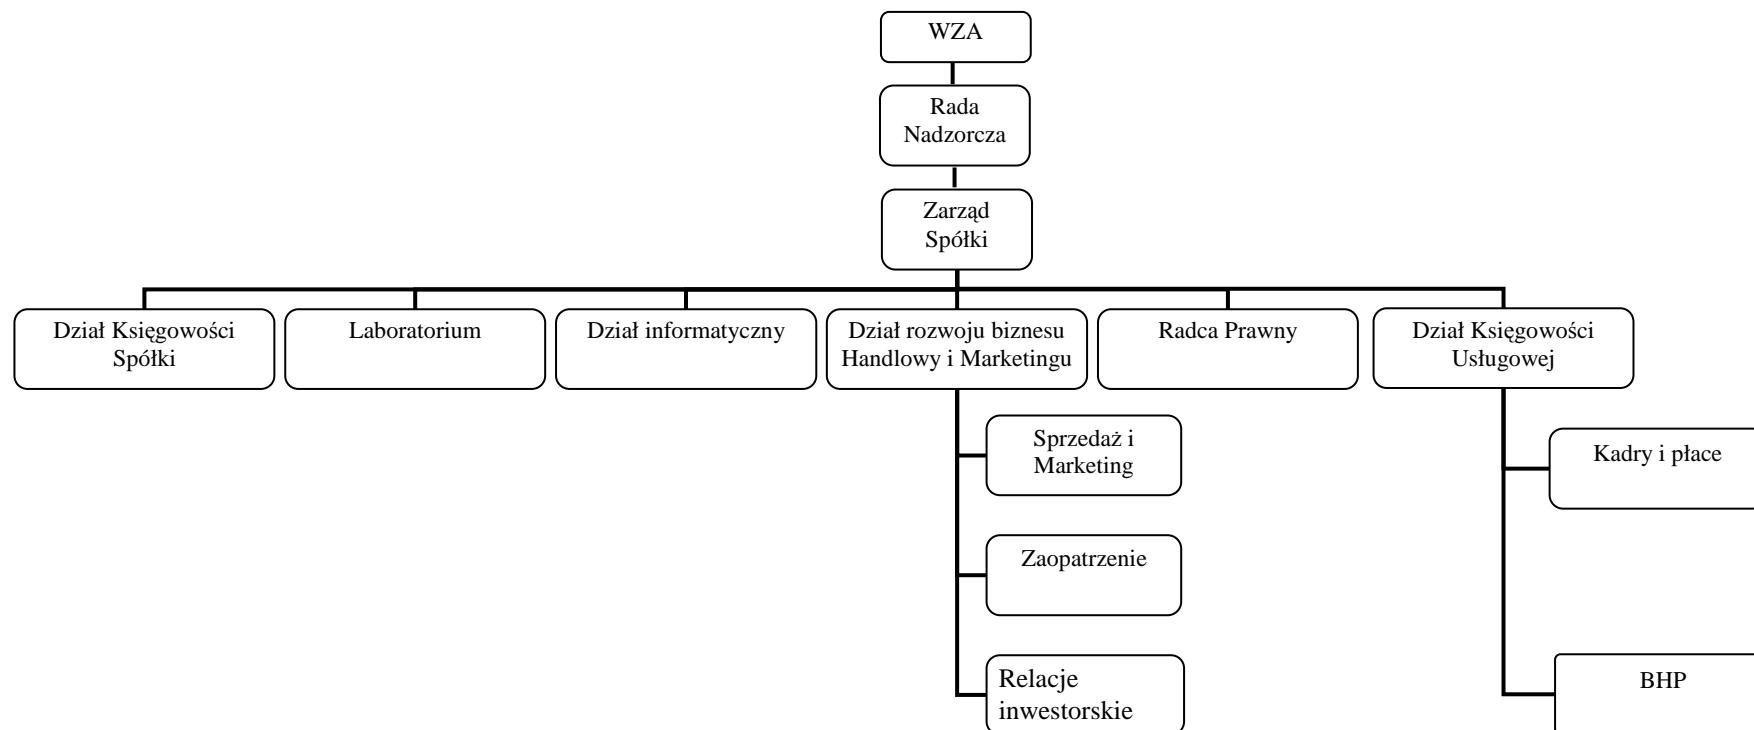 WZA
Rada
Nadzorcza
Zarząd
Spółki
Dział Księgowości
Spółki
Laboratorium
Dział informatyczny
Dział rozwoju biznesu
Handlowy i Marketingu
Radca Prawny
Dział Księgowości
Usługowej
Sprzedaż i
Marketing
Kadry i płace
Zaopatrzenie
Relacje
inwestorskie
BHP